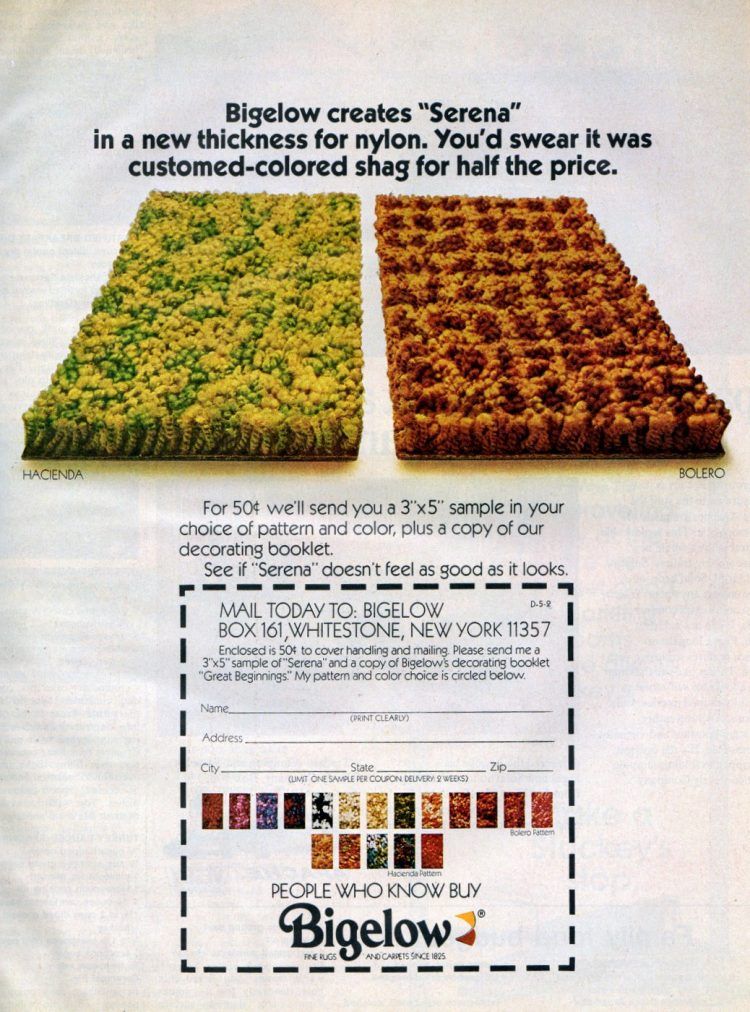 Bigelow creates "Serena"
in a new thickness for nylon. You'd swear it was
customed-colored shag for half the price.
HACIENDA
BOLERO
For 50¢ we'll send you a 3"x5" sample in your
choice of pattern and color, plus a copy of our
decorating booklet.
See if "Serena" doesn't feel as good as it looks.
D-5-2
MAIL TODAY TO: BIGELOW
BOX 161, WHITESTONE, NEW YORK 11357
Enclosed is 50¢ to cover handling and mailing. Please send me a
3"x5" sample of "Serena" and a copy of Bigelow's decorating booklet
"Great Beginnings." My pattern and color choice is circled below.
Name
(PRINT CLEARLY)
Address
City State Zip
(LIMIT ONE SAMPLE PER COUPON. DELIVERY: 2 WEEKS)
Bolero Pattern
Hacienda Pattern
PEOPLE WHO KNOW BUY
Bigelow®
FINE RUGS AND CARPETS SINCE 1825